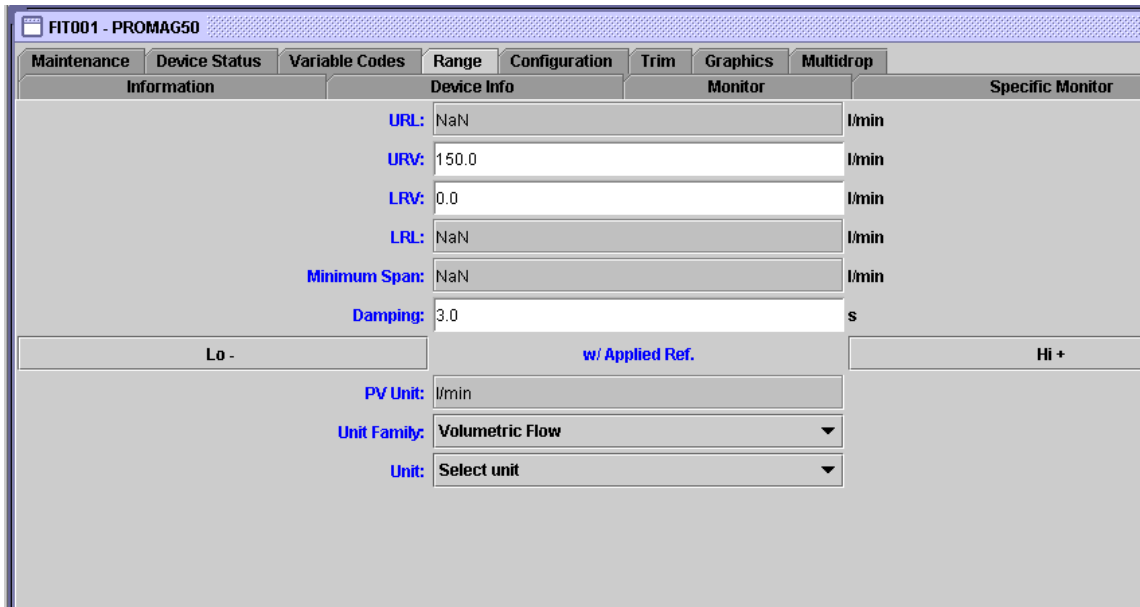 FIT001 - PROMAG50
Maintenance Device Status Variable Codes Range Configuration Trim Graphics Multidrop
Information Device Info Monitor Specific Monitor
URL: NaN l/min
URV: 150.0 l/min
LRV: 0.0 l/min
LRL: NaN l/min
Minimum Span: NaN l/min
Damping: 3.0 s
Lo - w/ Applied Ref. Hi +
PV Unit: l/min
Unit Family: Volumetric Flow
Unit: Select unit